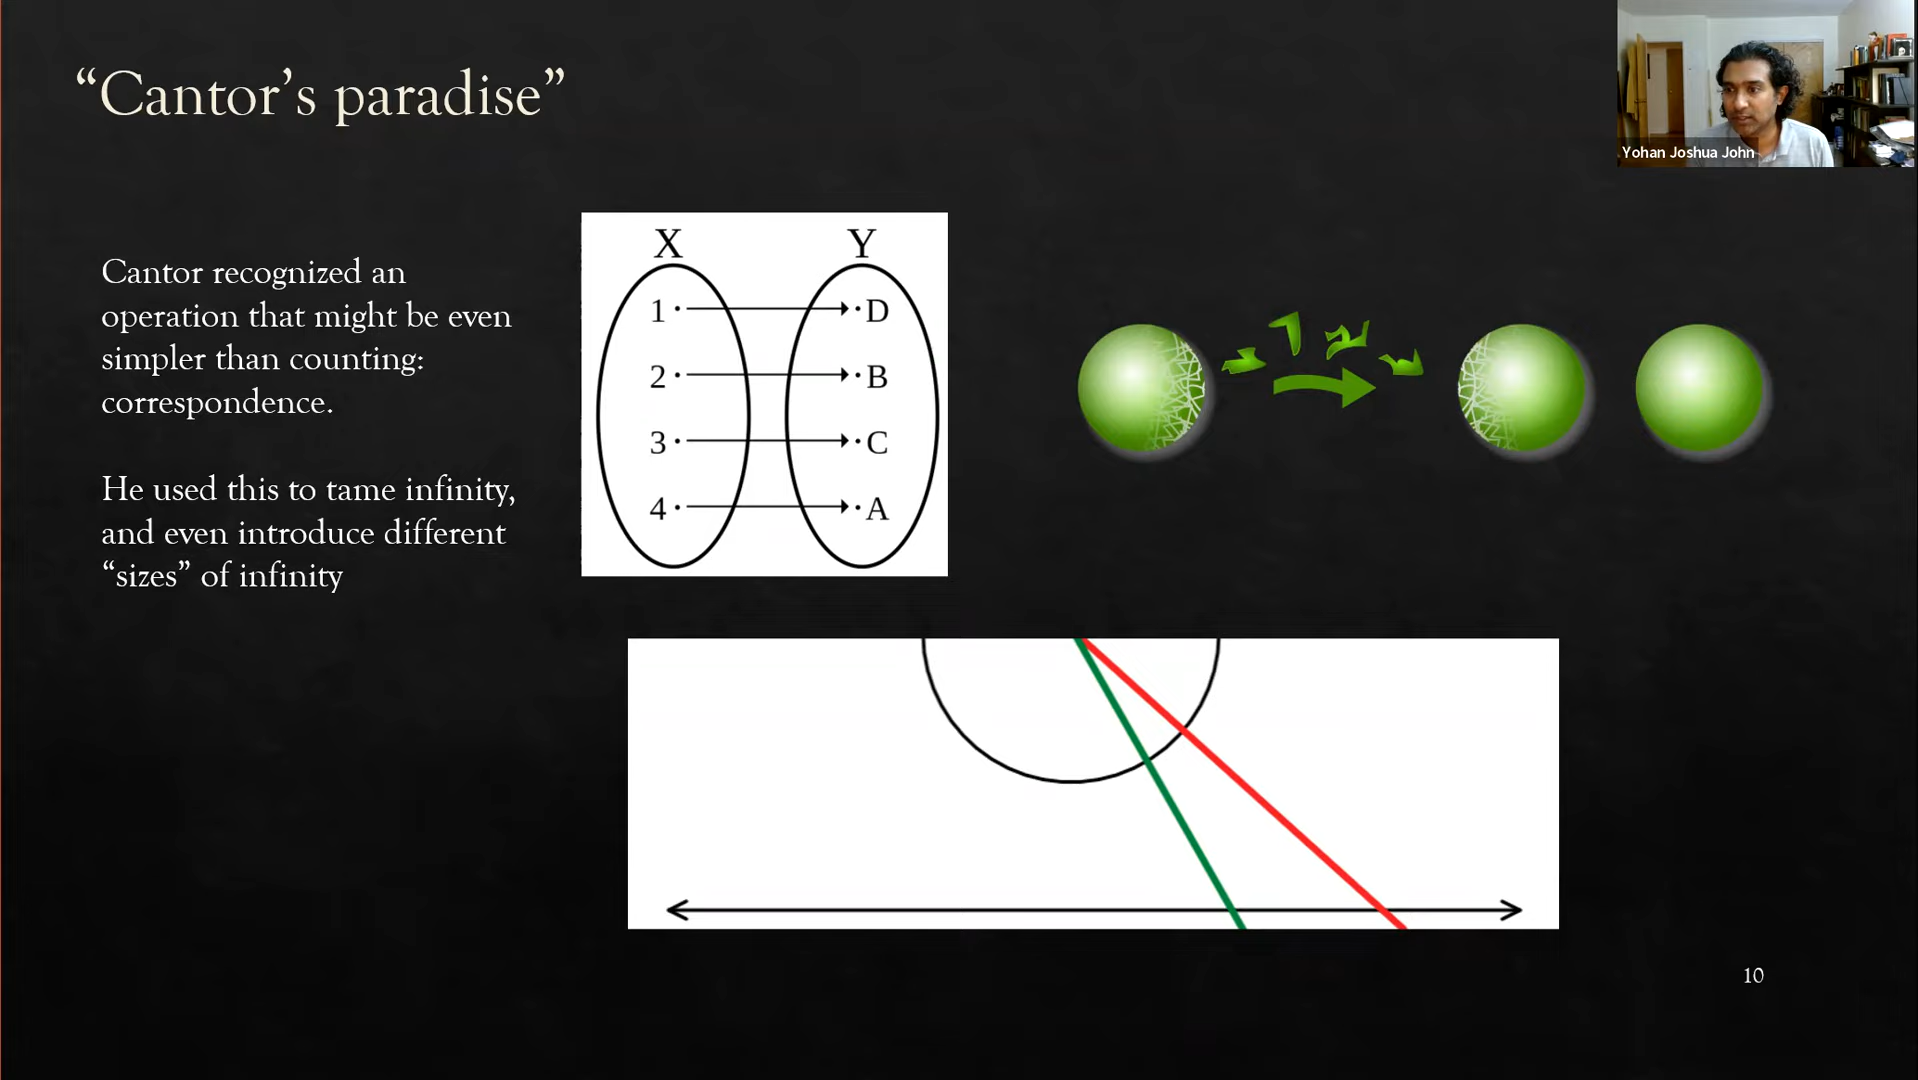 “Cantor’s paradise”
Yohan Joshua John
Cantor recognized an
operation that might be even
simpler than counting:
correspondence.
He used this to tame infinity,
and even introduce different
“sizes” of infinity
X Y
1 D
2 B
3 C
4 A
10